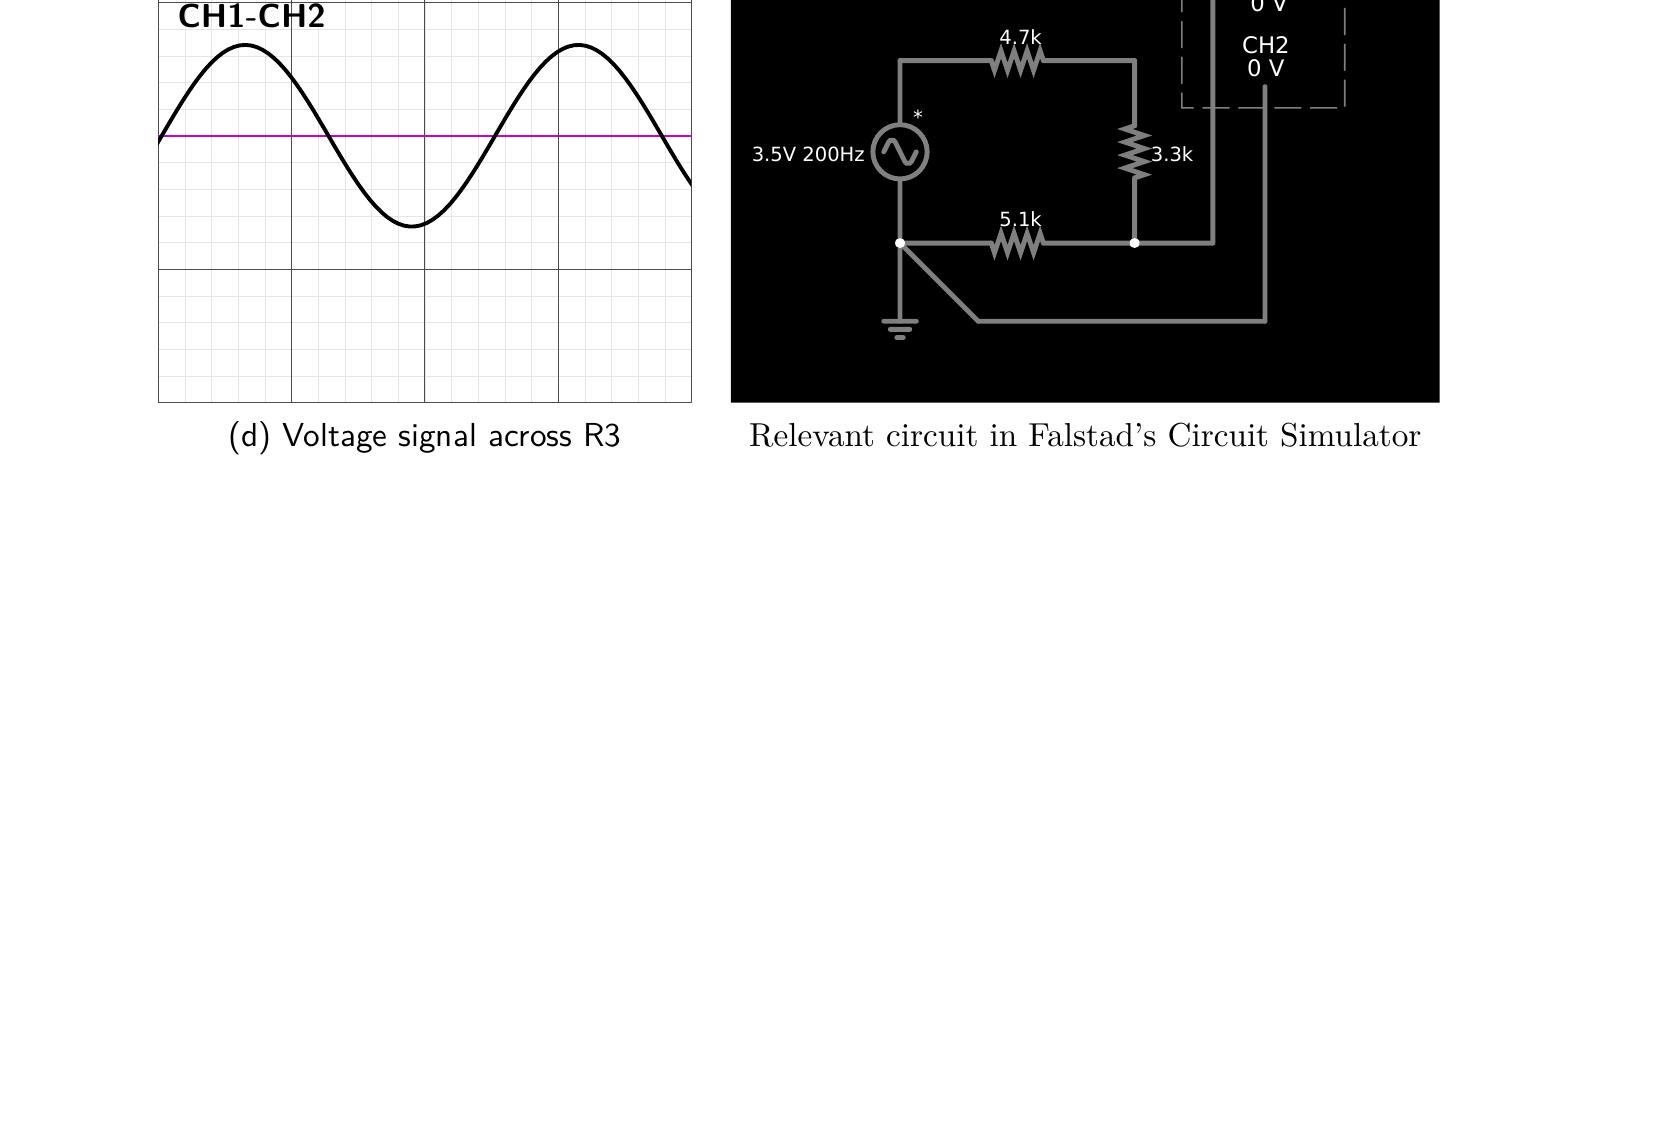 CH1-CH2
0 V
CH2
0 V
4.7k
*
3.5V 200Hz
3.3k
5.1k
(d) Voltage signal across R3
Relevant circuit in Falstad's Circuit Simulator